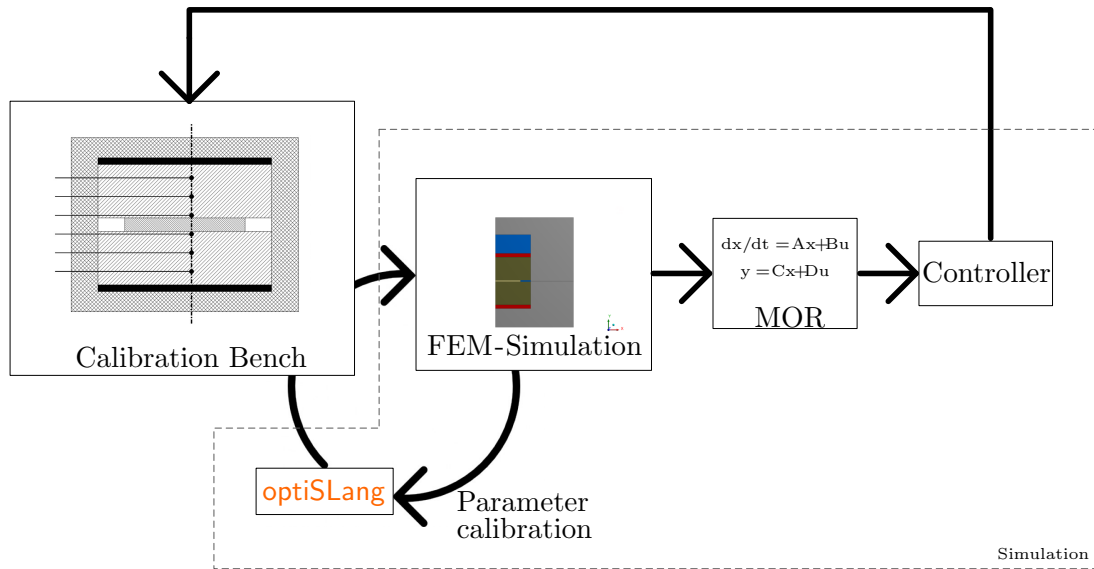 Calibration Bench
FEM-Simulation
dx/dt =Ax+Bu
y =Cx+Du
MOR
Controller
optiSLang
Parameter
calibration
Simulation